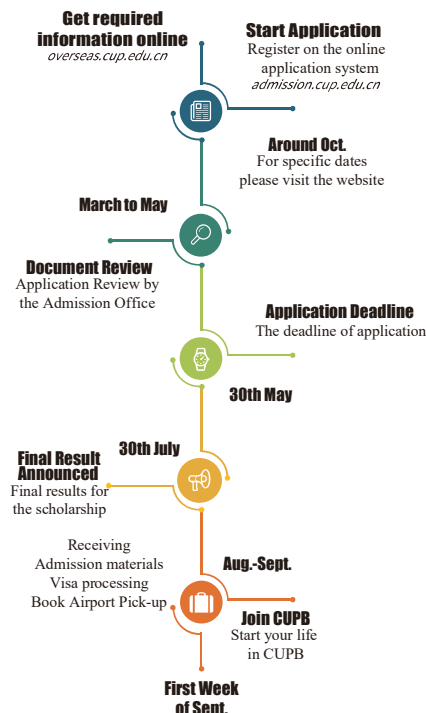 Get required
information online
overseas.cup.edu.cn
Start Application
Register on the online
application system
admission.cup.edu.cn
Around Oct.
For specific dates
please visit the website
March to May
Document Review
Application Review by
the Admission Office
Application Deadline
The deadline of application
30th May
30th July
Final Result
Announced
Final results for
the scholarship
Receiving
Admission materials
Visa processing
Book Airport Pick-up
Aug.-Sept.
Join CUPB
Start your life
in CUPB
First Week
of Sept.